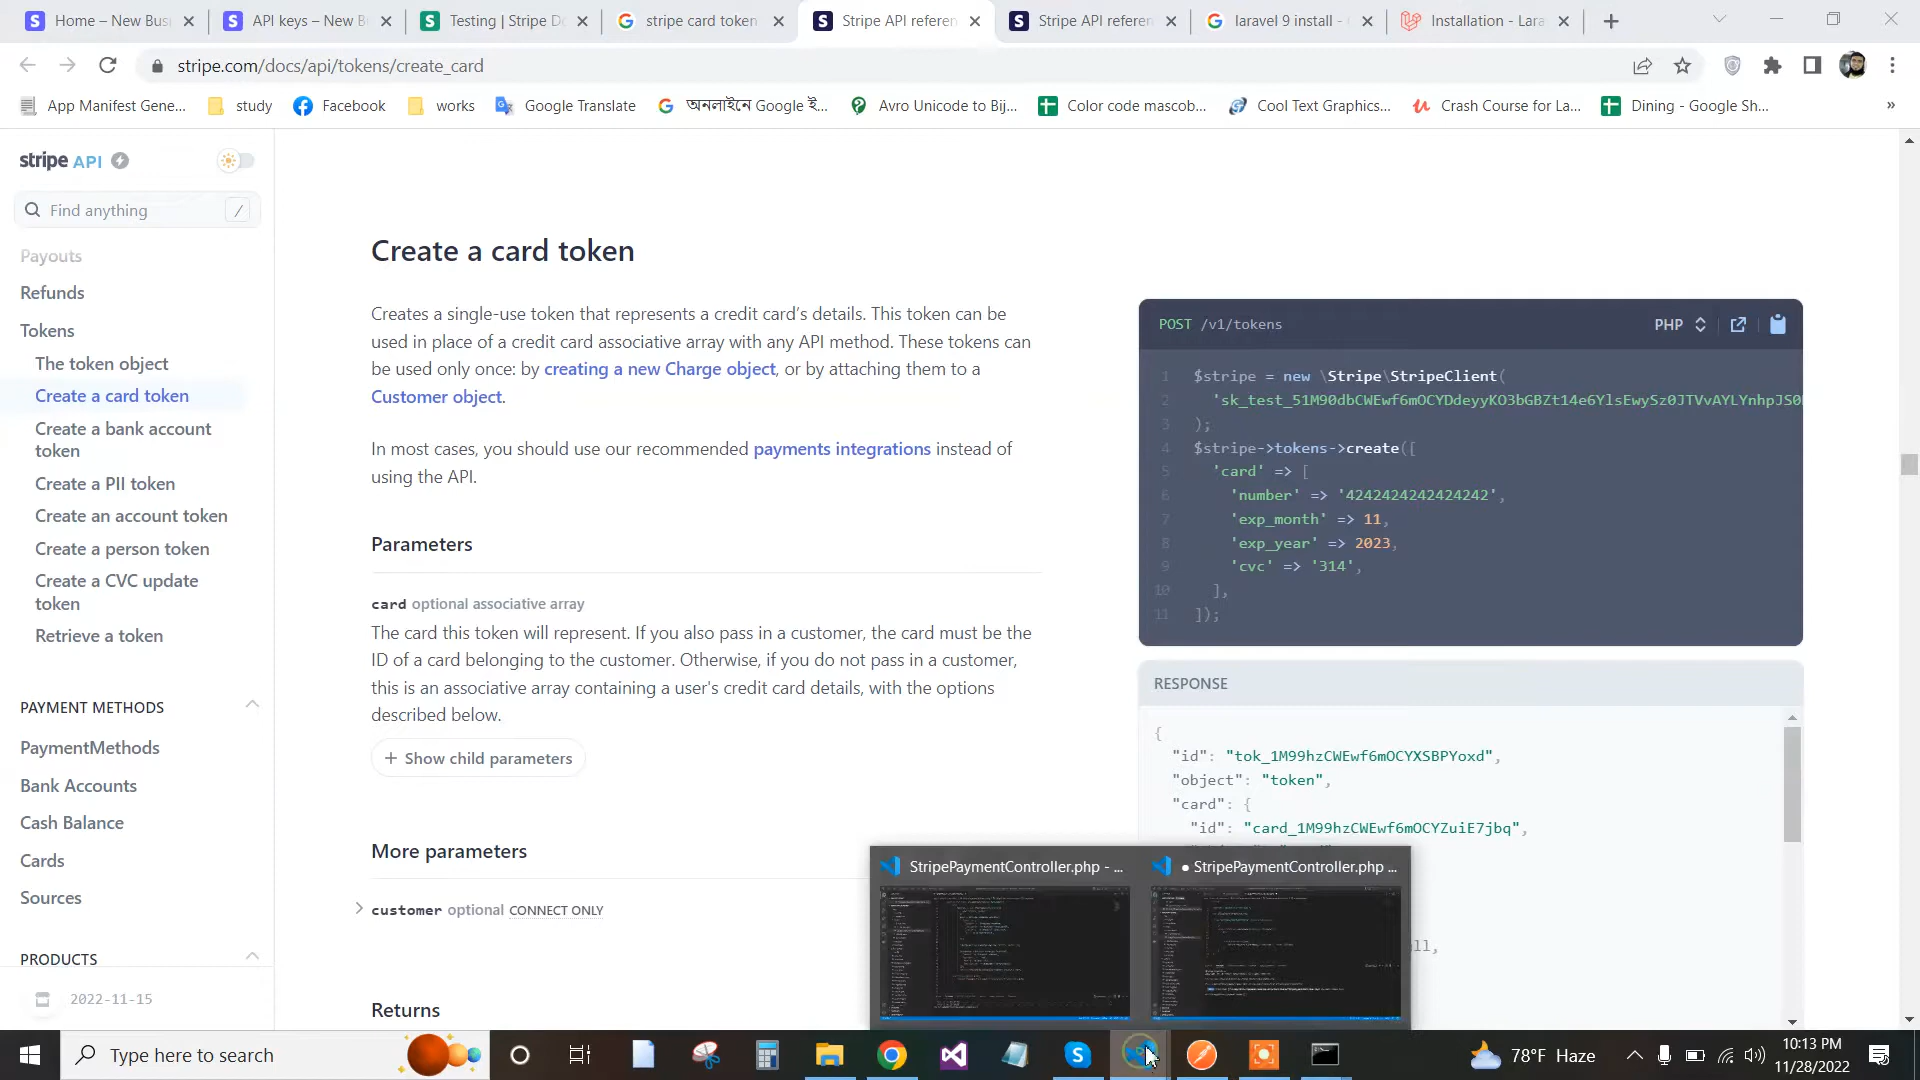 Home – New Bus
API keys – New B
Testing | Stripe Do
stripe card token
Stripe API referen
Stripe API referen
laravel 9 install -
Installation - Lara
stripe.com/docs/api/tokens/create_card
App Manifest Gene...
study
Facebook
works
Google Translate
অনলাইনে Google ই...
Avro Unicode to Bij...
Color code mascob...
Cool Text Graphics...
Crash Course for La...
Dining - Google Sh...
»
stripe API
Find anything
/
Payouts
Refunds
Tokens
The token object
Create a card token
Create a bank account
token
Create a PII token
Create an account token
Create a person token
Create a CVC update
token
Retrieve a token
PAYMENT METHODS
PaymentMethods
Bank Accounts
Cash Balance
Cards
Sources
PRODUCTS
2022-11-15
Create a card token
Creates a single-use token that represents a credit card’s details. This token can be
used in place of a credit card associative array with any API method. These tokens can
be used only once: by creating a new Charge object, or by attaching them to a
Customer object.
In most cases, you should use our recommended payments integrations instead of
using the API.
Parameters
card optional associative array
The card this token will represent. If you also pass in a customer, the card must be the
ID of a card belonging to the customer. Otherwise, if you do not pass in a customer,
this is an associative array containing a user's credit card details, with the options
described below.
+ Show child parameters
More parameters
customer optional CONNECT ONLY
Returns
POST /v1/tokens
PHP
1 $stripe = new \Stripe\StripeClient(
2 'sk_test_51M90dbCWEwf6mOCYDdeyyKO3bGBZt14e6YlsEwySz0JTVvAYLYnhpJS0
3 );
4 $stripe->tokens->create([
5 'card' => [
6 'number' => '4242424242424242',
7 'exp_month' => 11,
8 'exp_year' => 2023,
9 'cvc' => '314',
10 ],
11 ]);
RESPONSE
{
"id": "tok_1M99hzCWEwf6mOCYXSBPYoxd",
"object": "token",
"card": {
"id": "card_1M99hzCWEwf6mOCYZuiE7jbq",
StripePaymentController.php - ...
● StripePaymentController.php ...
Type here to search
78°F Haze
10:13 PM
11/28/2022